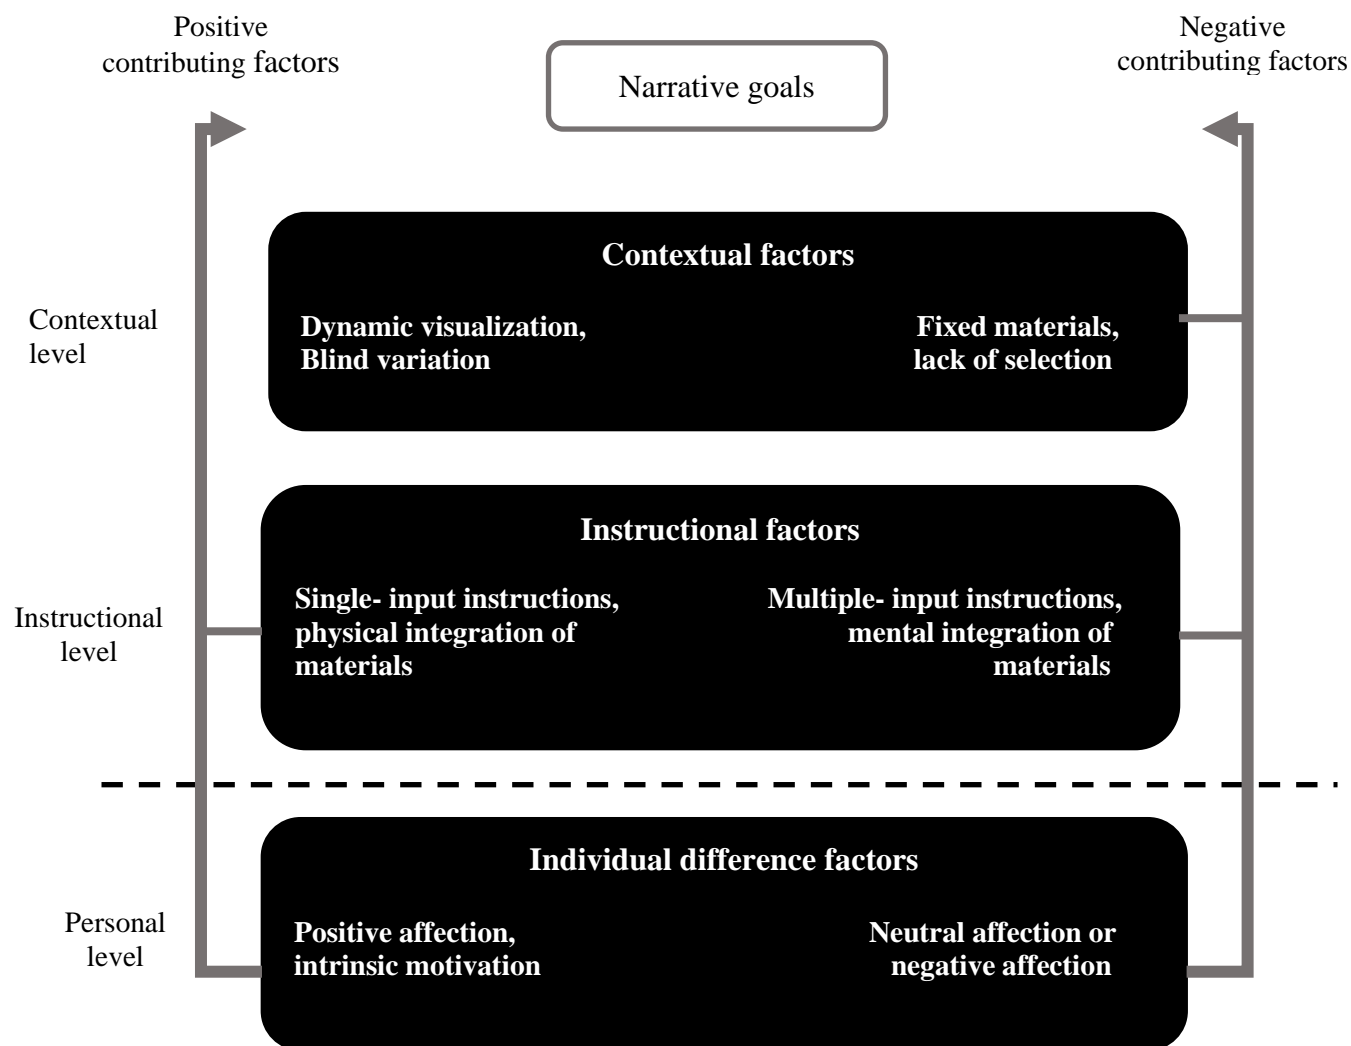 Positive
contributing factors
Narrative goals
Negative
contributing factors
Contextual
level
Contextual factors
Dynamic visualization,
Blind variation
Fixed materials,
lack of selection
Instructional
level
Instructional factors
Single- input instructions,
physical integration of
materials
Multiple- input instructions,
mental integration of
materials
Personal
level
Individual difference factors
Positive affection,
intrinsic motivation
Neutral affection or
negative affection